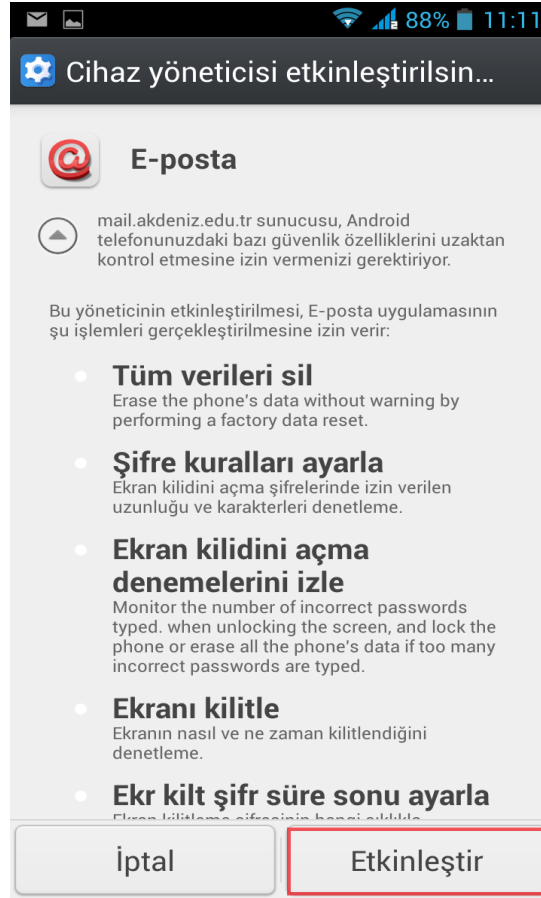 88% 11:11
Cihaz yöneticisi etkinleştirilsin...
E-posta
mail.akdeniz.edu.tr sunucusu, Android
telefonunuzdaki bazı güvenlik özelliklerini uzaktan
kontrol etmesine izin vermenizi gerektiriyor.
Bu yöneticinin etkinleştirilmesi, E-posta uygulamasının
şu işlemleri gerçekleştirilmesine izin verir:
Tüm verileri sil
Erase the phone's data without warning by
performing a factory data reset.
Şifre kuralları ayarla
Ekran kilidini açma şifrelerinde izin verilen
uzunluğu ve karakterleri denetleme.
Ekran kilidini açma
denemelerini izle
Monitor the number of incorrect passwords
typed. when unlocking the screen, and lock the
phone or erase all the phone's data if too many
incorrect passwords are typed.
Ekranı kilitle
Ekranın nasıl ve ne zaman kilitlendiğini
denetleme.
Ekr kilt şifr süre sonu ayarla
İptal
Etkinleştir